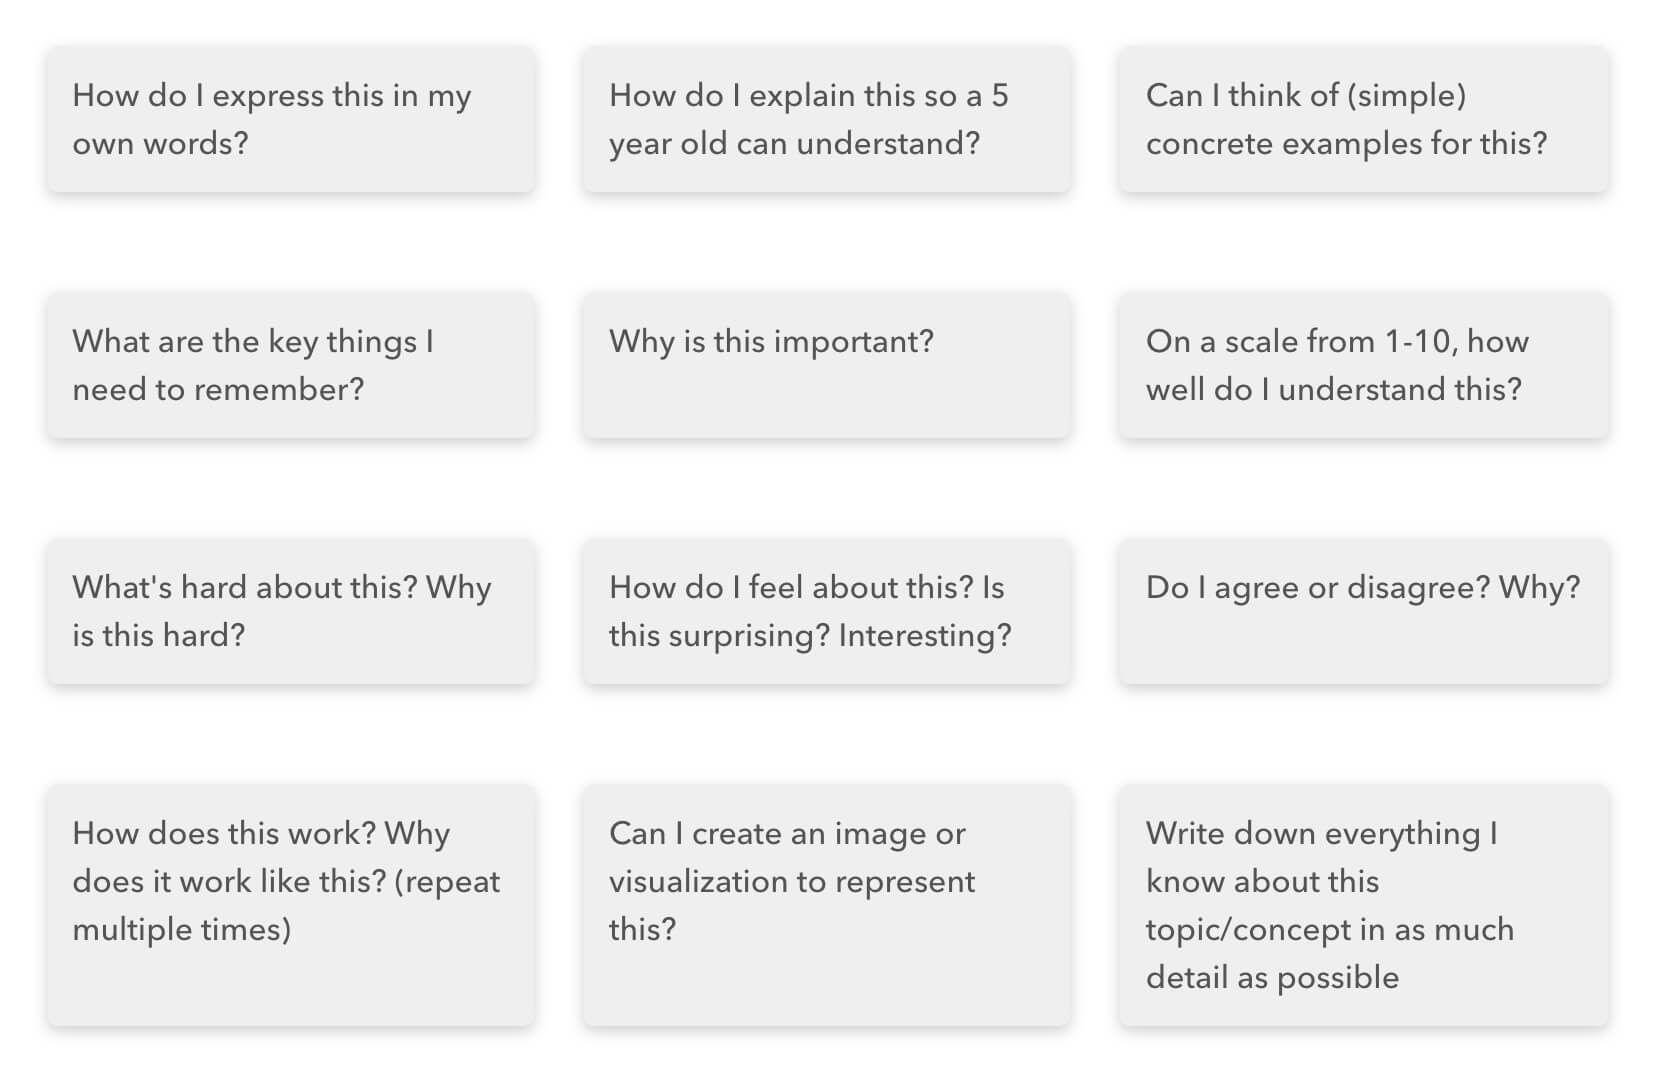 How do I express this in my
own words?
How do I explain this so a 5
year old can understand?
Can I think of (simple)
concrete examples for this?
What are the key things I
need to remember?
Why is this important?
On a scale from 1-10, how
well do I understand this?
What's hard about this? Why
is this hard?
How do I feel about this? Is
this surprising? Interesting?
Do I agree or disagree? Why?
How does this work? Why
does it work like this? (repeat
multiple times)
Can I create an image or
visualization to represent
this?
Write down everything I
know about this
topic/concept in as much
detail as possible